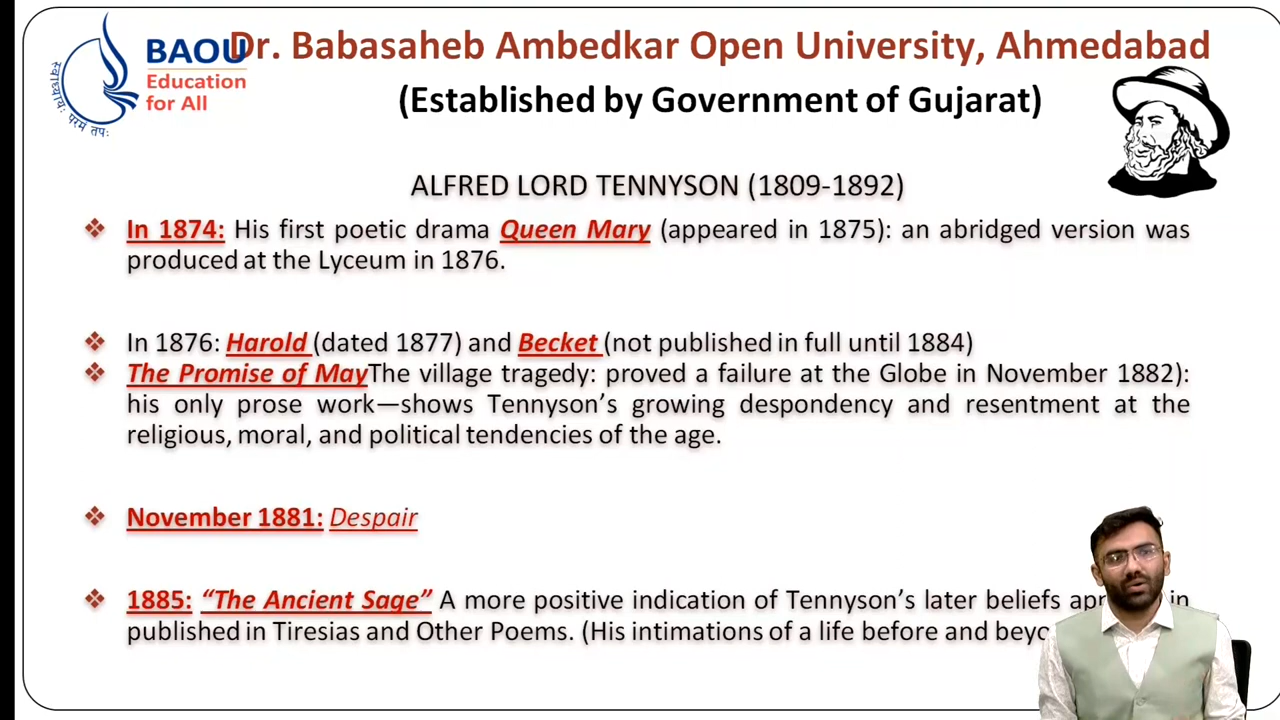 BAOU
Education
for All
स्वाध्यायः परमं तपः
Dr. Babasaheb Ambedkar Open University, Ahmedabad
(Established by Government of Gujarat)
ALFRED LORD TENNYSON (1809-1892)
❖ In 1874: His first poetic drama Queen Mary (appeared in 1875): an abridged version was
produced at the Lyceum in 1876.
❖ In 1876: Harold (dated 1877) and Becket (not published in full until 1884)
❖ The Promise of MayThe village tragedy: proved a failure at the Globe in November 1882):
his only prose work—shows Tennyson’s growing despondency and resentment at the
religious, moral, and political tendencies of the age.
❖ November 1881: Despair
❖ 1885: “The Ancient Sage” A more positive indication of Tennyson’s later beliefs in
published in Tiresias and Other Poems. (His intimations of a life before and